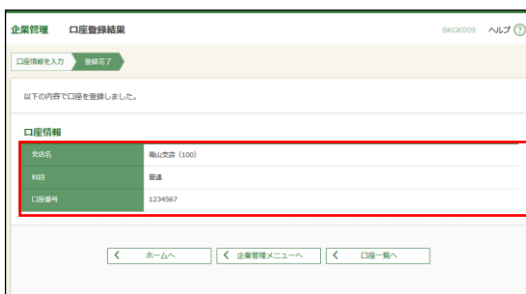 企業管理 口座登録結果 BKGK009 ヘルプ ?
口座情報を入力 登録完了
以下の内容で口座を登録しました。
口座情報
支店名 青山支店（100）
科目 普通
口座番号 1234567
ホームへ 企業管理メニューへ 口座一覧へ